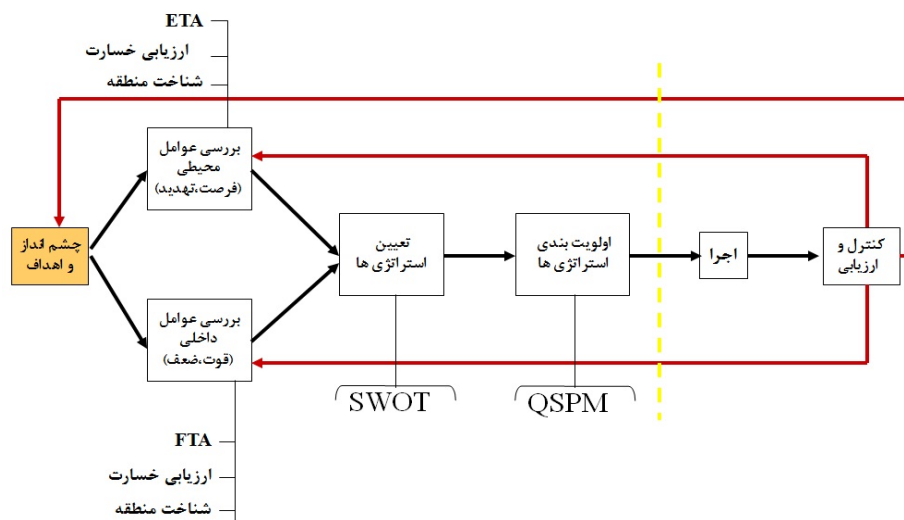 ETA
ارزیابی خسارت
شناخت منطقه
بررسی عوامل
محیطی
(فرصت،تهدید)
چشم انداز
و اهداف
تعیین
استراتژی ها
اولویت بندی
استراتژی ها
اجرا
کنترل و
ارزیابی
بررسی عوامل
داخلی
(قوت،ضعف)
SWOT
QSPM
FTA
ارزیابی خسارت
شناخت منطقه